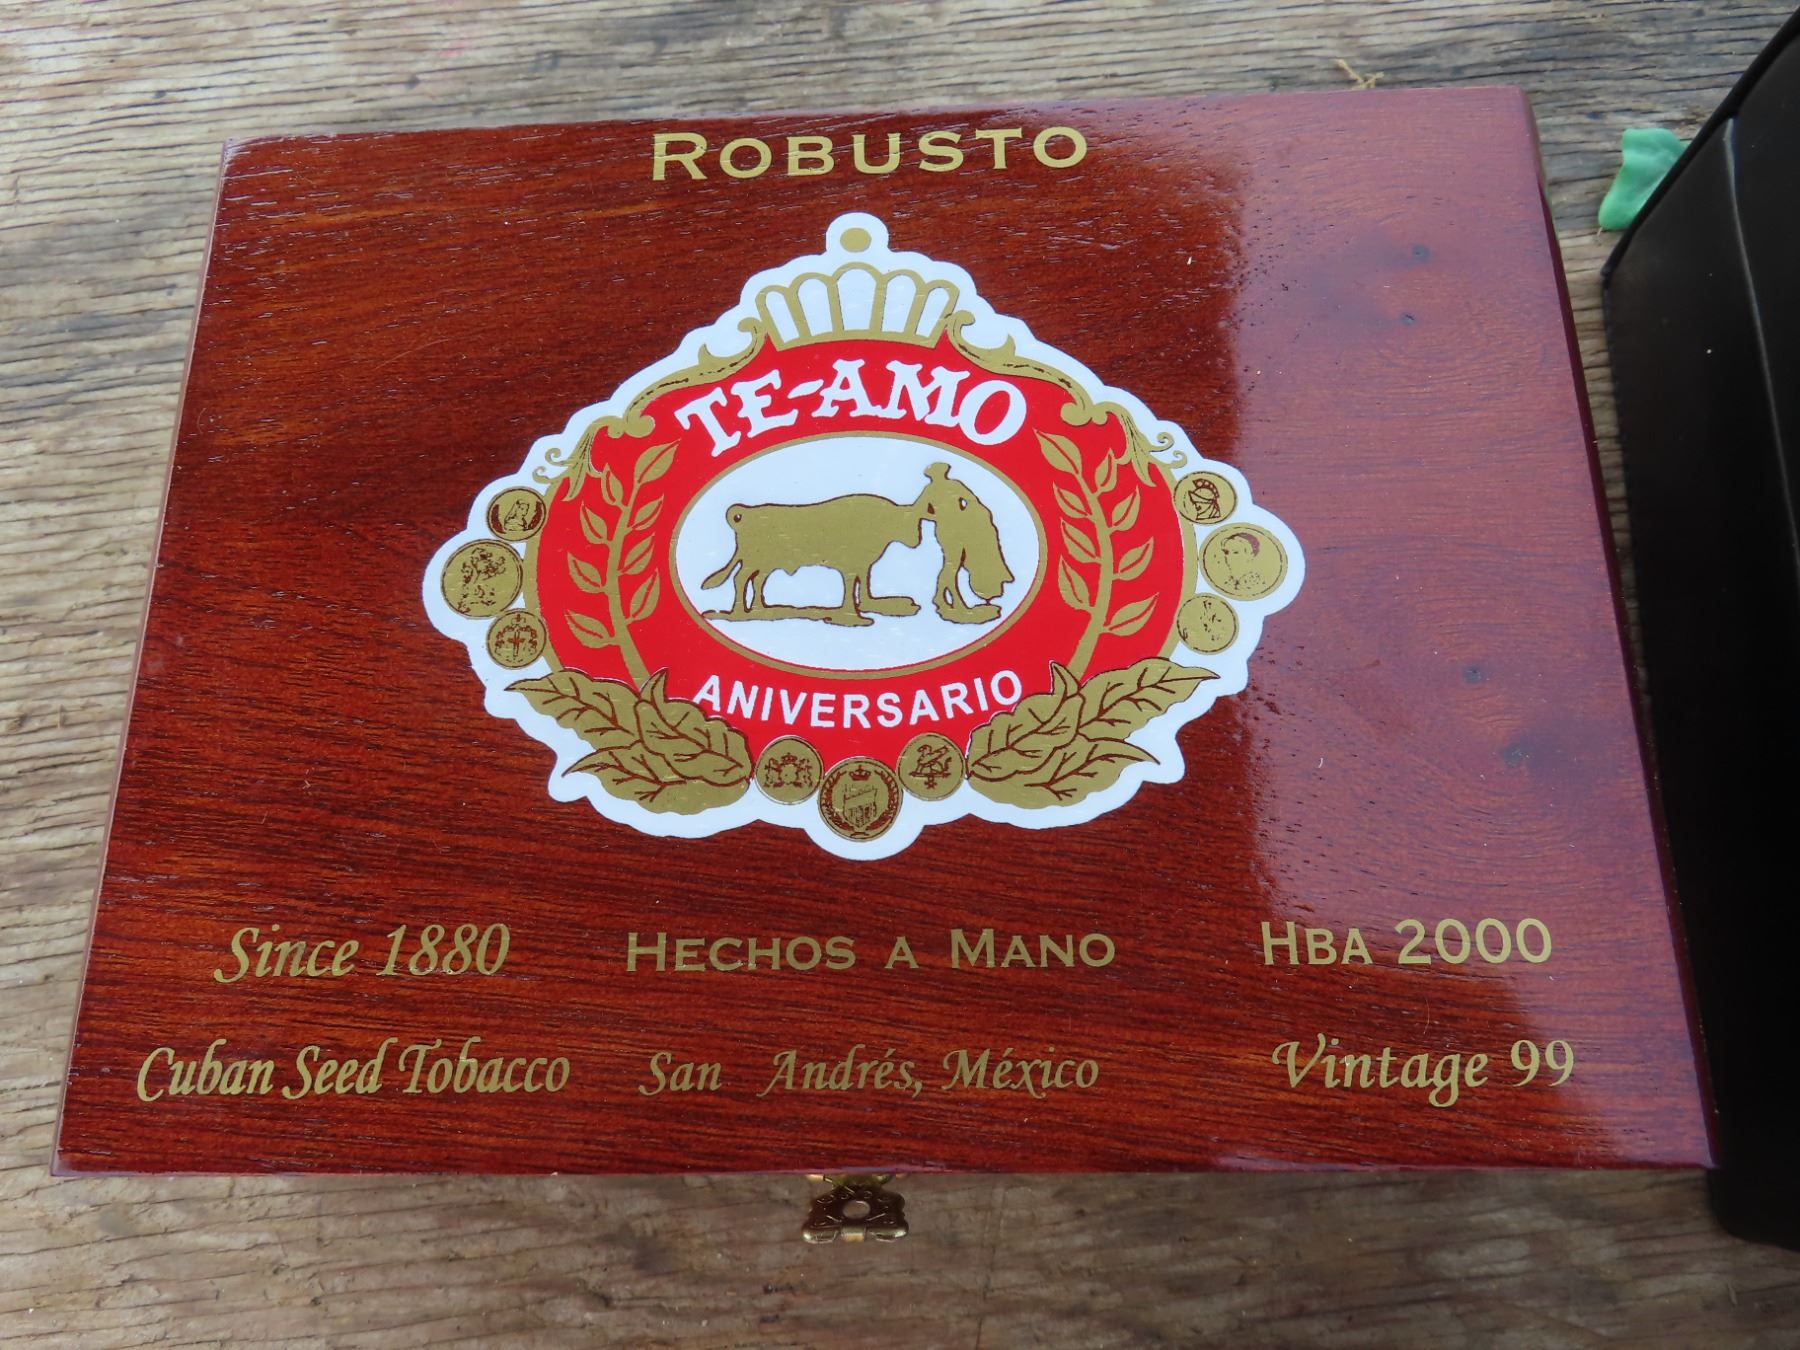 ROBUSTO
TE-AMO
ANIVERSARIO
Since 1880 HECHOS A MANO HBA 2000
Cuban Seed Tobacco San Andrés, México Vintage 99